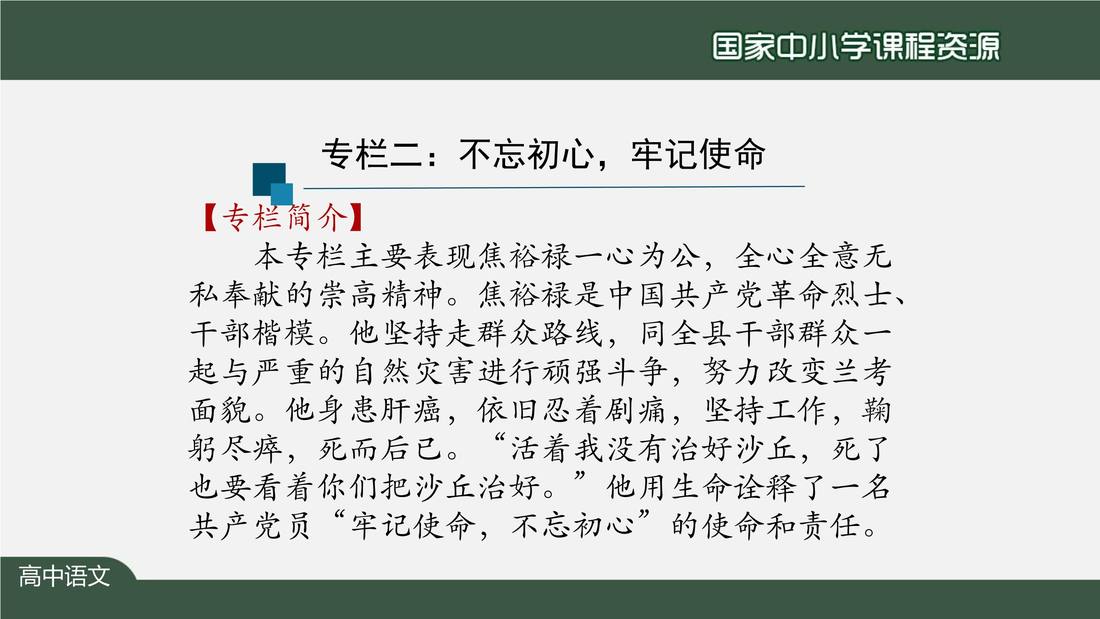 国家中小学课程资源
专栏二：不忘初心，牢记使命
【专栏简介】
本专栏主要表现焦裕禄一心为公，全心全意无
私奉献的崇高精神。焦裕禄是中国共产党革命烈士、
干部楷模。他坚持走群众路线，同全县干部群众一
起与严重的自然灾害进行顽强斗争，努力改变兰考
面貌。他身患肝癌，依旧忍着剧痛，坚持工作，鞠
躬尽瘁，死而后已。“活着我没有治好沙丘，死了
也要看着你们把沙丘治好。”他用生命诠释了一名
共产党员“牢记使命，不忘初心”的使命和责任。
高中语文